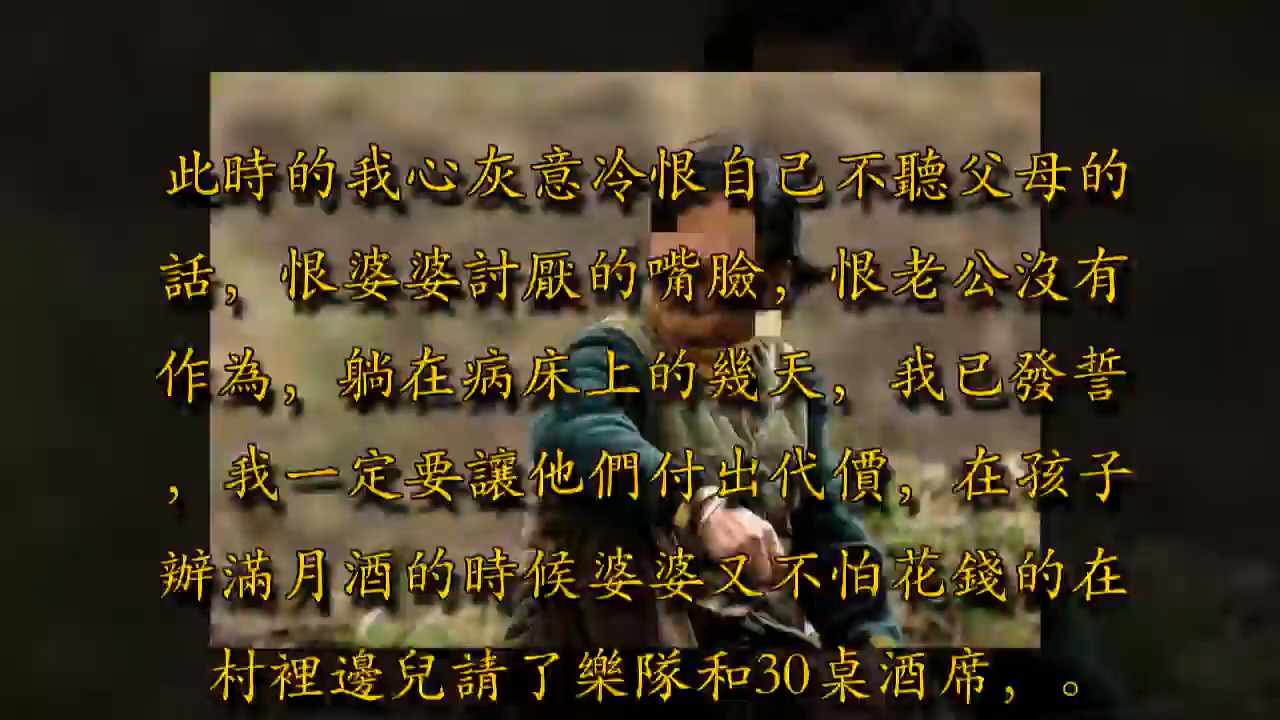 此時的我心灰意冷恨自己不聽父母的
話，恨婆婆討厭的嘴臉，恨老公沒有
作為，躺在病床上的幾天，我已發誓
，我一定要讓他們付出代價，在孩子
辦滿月酒的時候婆婆又不怕花錢的在
村裡邊兒請了樂隊和30桌酒席，。